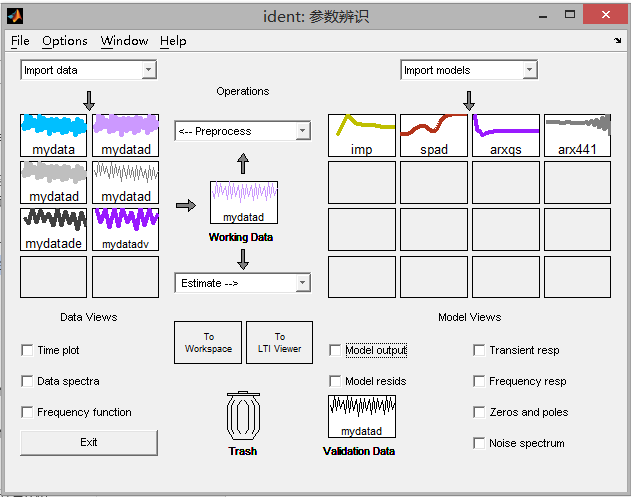 ident: 参数辨识
File Options Window Help
Import data
Import models
Operations
mydata
mydatad
<-- Preprocess
imp
spad
arxqs
arx441
mydatad
mydatad
mydatad
Working Data
mydatade
mydatadv
Estimate -->
Data Views
Model Views
To
Workspace
To
LTI Viewer
Time plot
Model output
Transient resp
Data spectra
Model resids
Frequency resp
Frequency function
mydatad
Zeros and poles
Exit
Trash
Validation Data
Noise spectrum